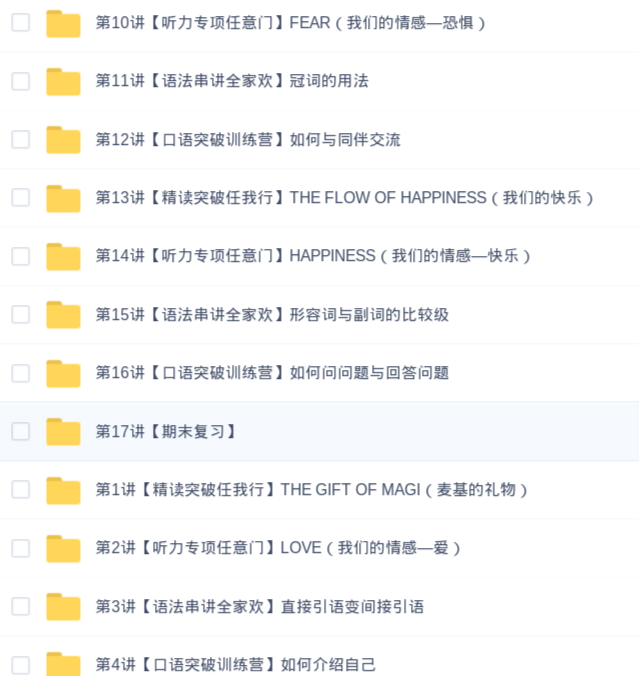 第10讲【听力专项任意门】FEAR（我们的情感—恐惧）
第11讲【语法串讲全家欢】冠词的用法
第12讲【口语突破训练营】如何与同伴交流
第13讲【精读突破任我行】THE FLOW OF HAPPINESS（我们的快乐）
第14讲【听力专项任意门】HAPPINESS（我们的情感—快乐）
第15讲【语法串讲全家欢】形容词与副词的比较级
第16讲【口语突破训练营】如何问问题与回答问题
第17讲【期末复习】
第1讲【精读突破任我行】THE GIFT OF MAGI（麦基的礼物）
第2讲【听力专项任意门】LOVE（我们的情感—爱）
第3讲【语法串讲全家欢】直接引语变间接引语
第4讲【口语突破训练营】如何介绍自己